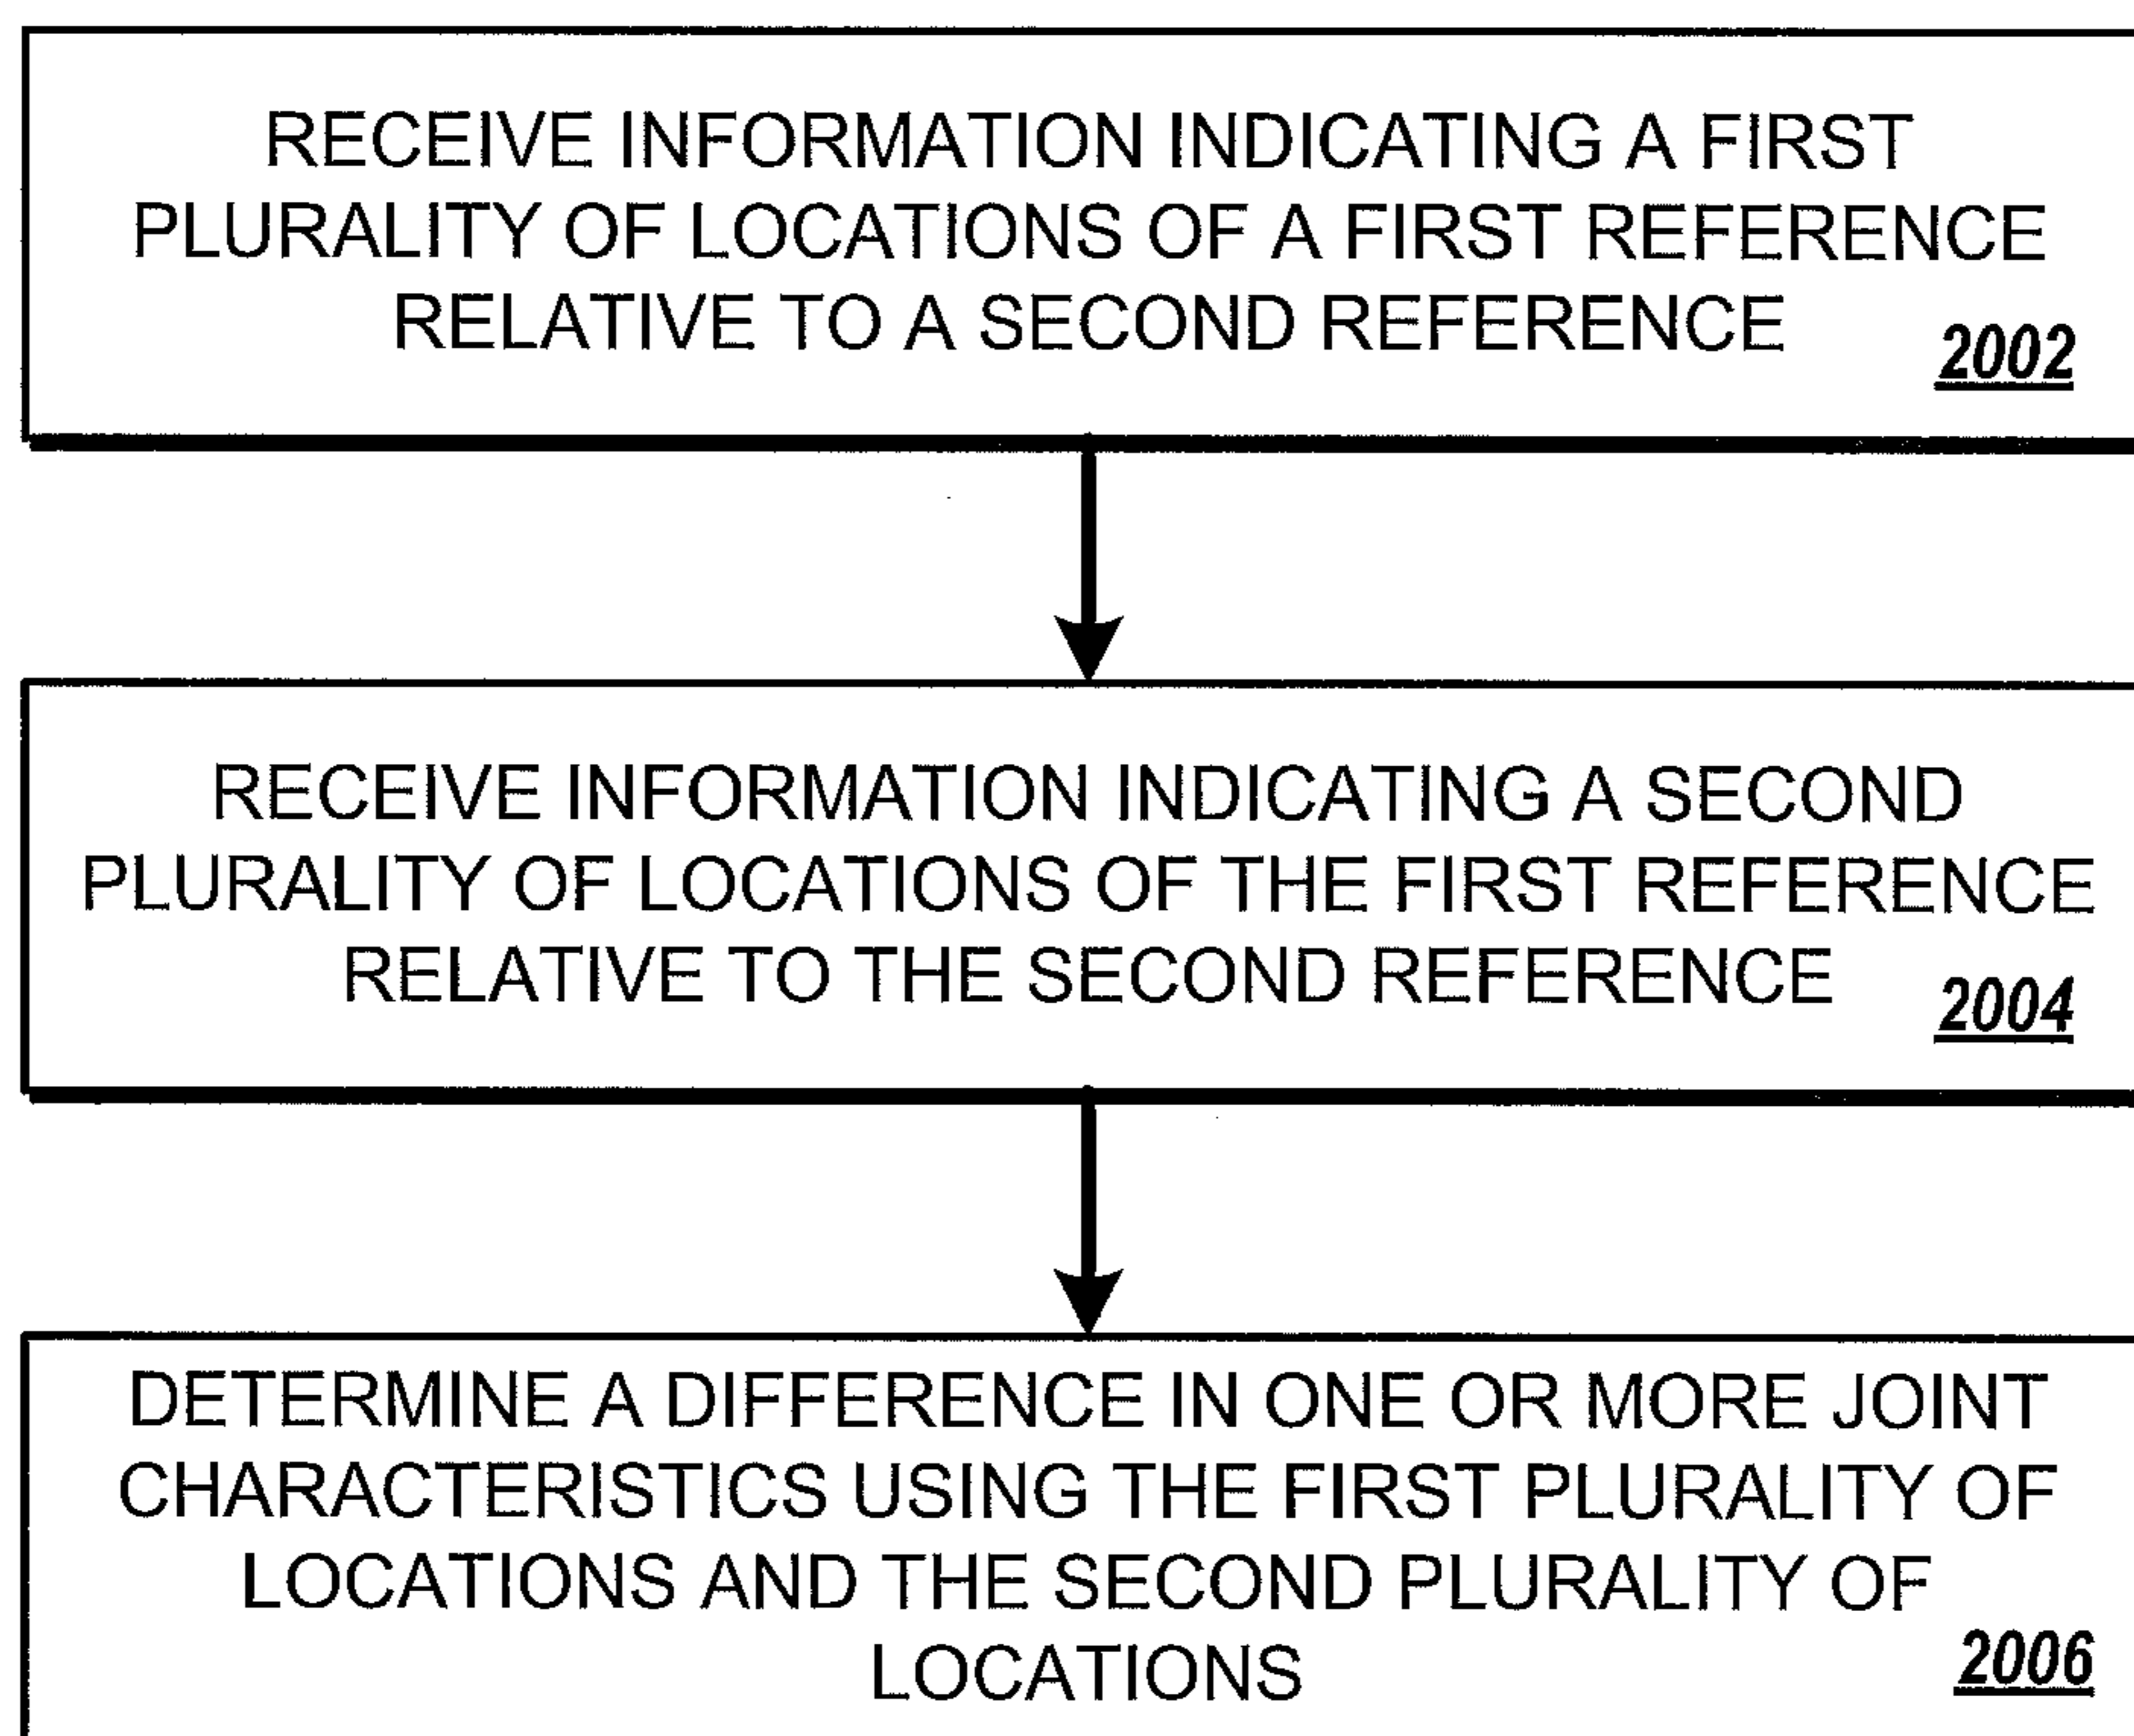 RECEIVE INFORMATION INDICATING A FIRST
PLURALITY OF LOCATIONS OF A FIRST REFERENCE
RELATIVE TO A SECOND REFERENCE
2002
RECEIVE INFORMATION INDICATING A SECOND
PLURALITY OF LOCATIONS OF THE FIRST REFERENCE
RELATIVE TO THE SECOND REFERENCE
2004
DETERMINE A DIFFERENCE IN ONE OR MORE JOINT
CHARACTERISTICS USING THE FIRST PLURALITY OF
LOCATIONS AND THE SECOND PLURALITY OF
LOCATIONS
2006